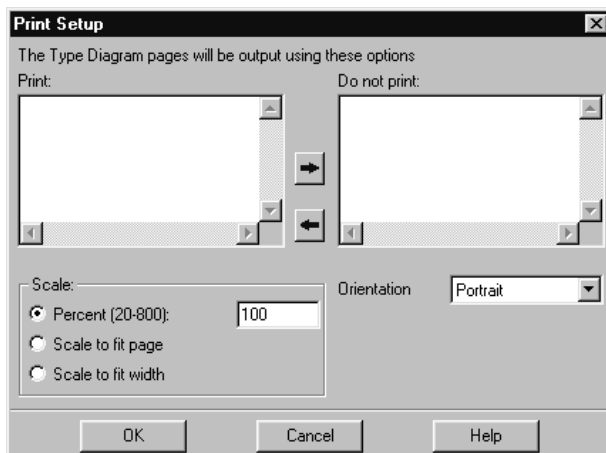 Print Setup
The Type Diagram pages will be output using these options
Print:
Do not print:
Scale:
Percent (20-800):
100
Scale to fit page
Scale to fit width
Orientation
Portrait
OK
Cancel
Help